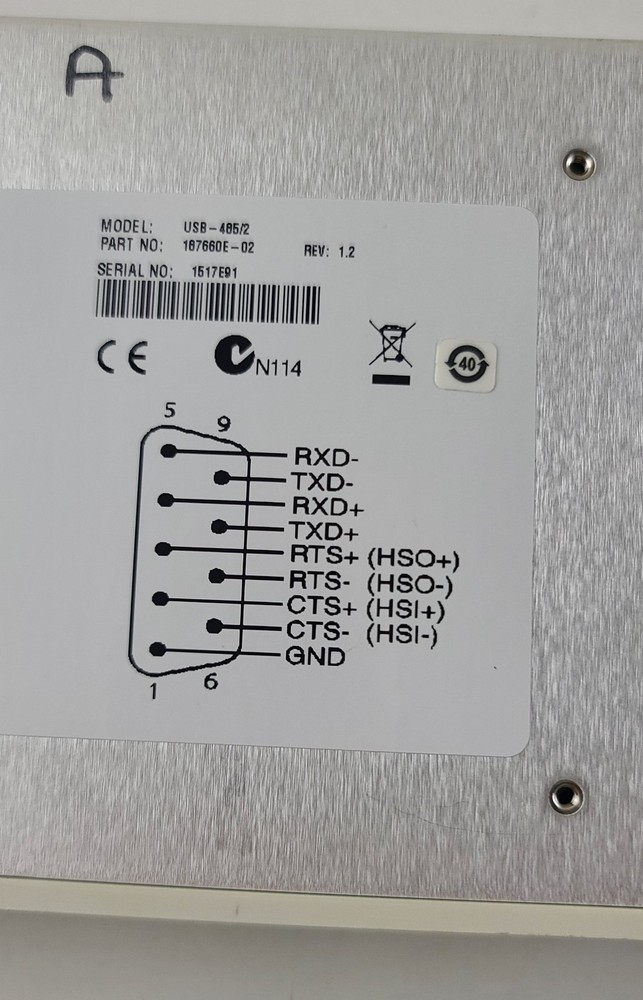 A
MODEL: USB-485/2
PART NO: 187660E-02 REV: 1.2
SERIAL NO: 1517E91
CE N114 40
5
9
RXD-
TXD-
RXD+
TXD+
RTS+ (HSO+)
RTS- (HSO-)
CTS+ (HSI+)
CTS- (HSI-)
GND
1
6